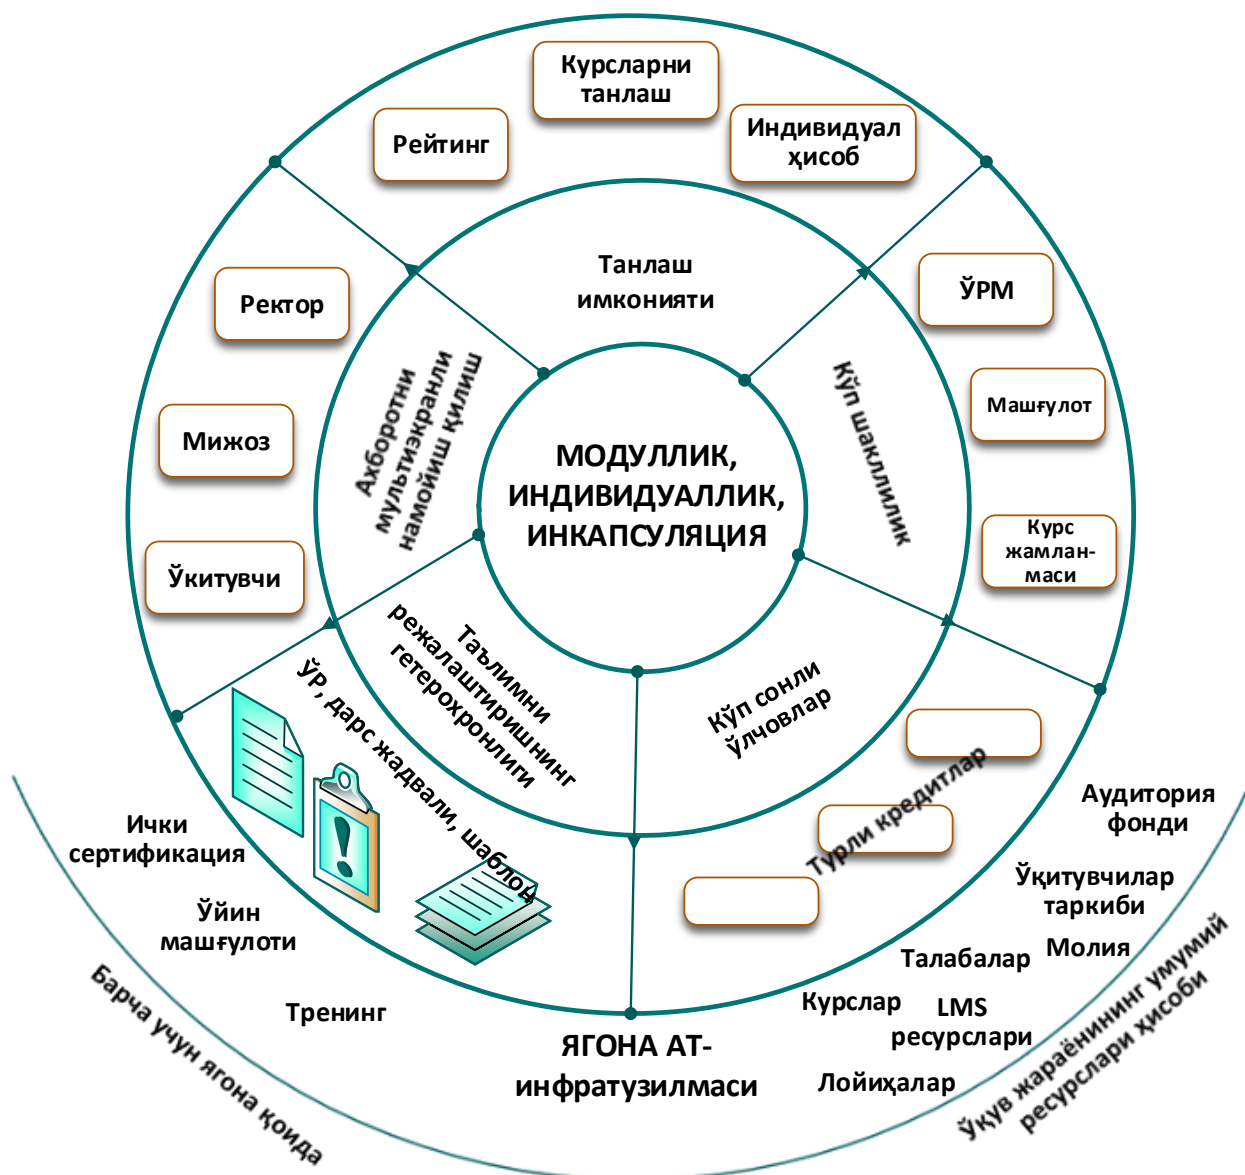 Курсларни
танлаш
Рейтинг
Индивидуал
ҳисоб
Танлаш
имконияти
Ректор
ЎРМ
Ахборотни
мультиэкранли
намойиш қилиш
Кўп шакллилик
Машғулот
Мижоз
МОДУЛЛИК,
ИНДИВИДУАЛЛИК,
ИНКАПСУЛЯЦИЯ
Курс
жамлан-
маси
Ўкитувчи
Таълимни
режалаштиришнинг
гетерохронлиги
Кўп сонли
ўлчовлар
ЎР, дарс жадвали, шаблон
Турли кредитлар
Аудитория
фонди
Ички
сертификация
Ўқитувчилар
таркиби
Ўйин
машғулоти
Молия
Талабалар
Тренинг
Курслар
LMS
ресурслари
ЯГОНА АТ-
инфратузилмаси
Лойиҳалар
Барча учун ягона қоида
Ўқув жараёнининг умумий
ресурслари ҳисоби